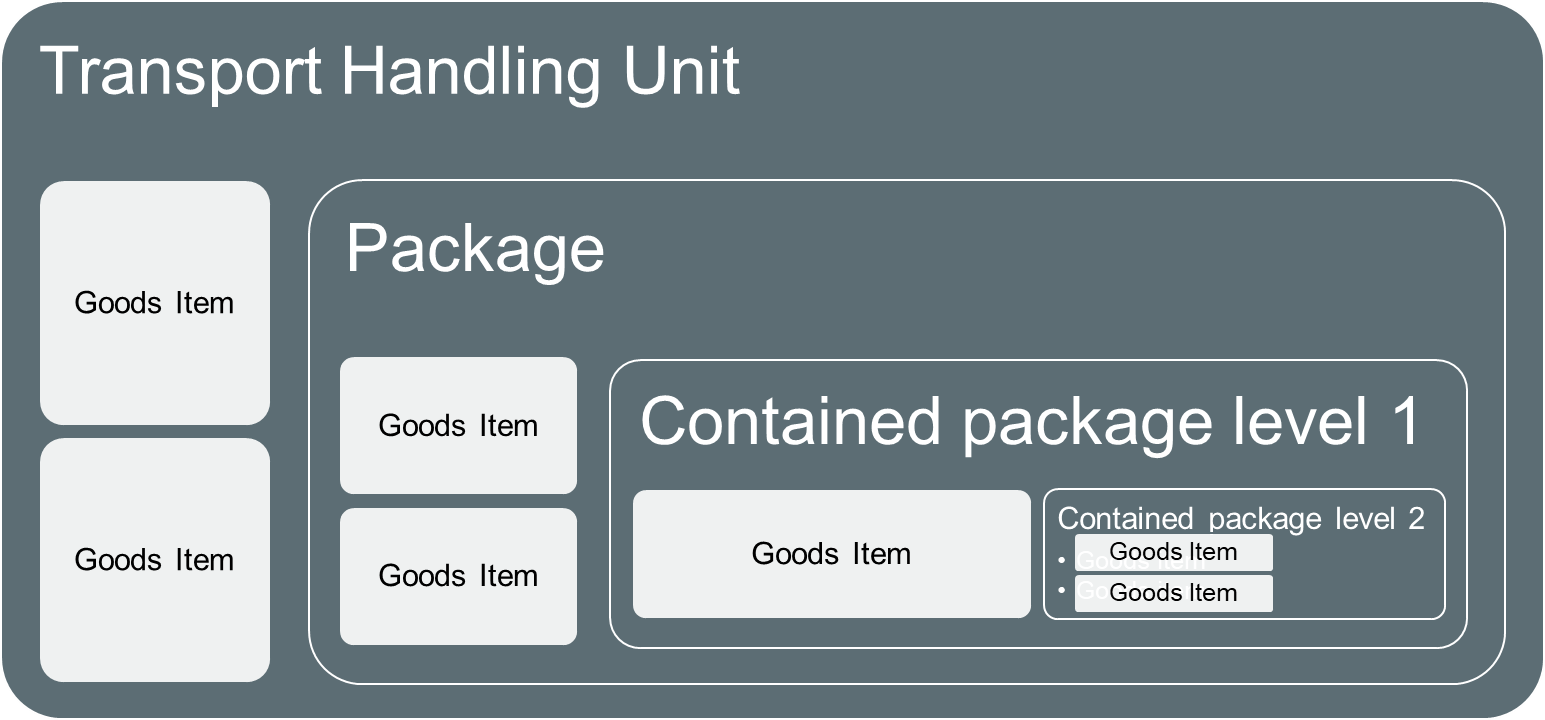 Transport Handling Unit
Goods Item
Goods Item
Package
Goods Item
Goods Item
Contained package level 1
Goods Item
Contained package level 2
• Goods Item
• Goods Item